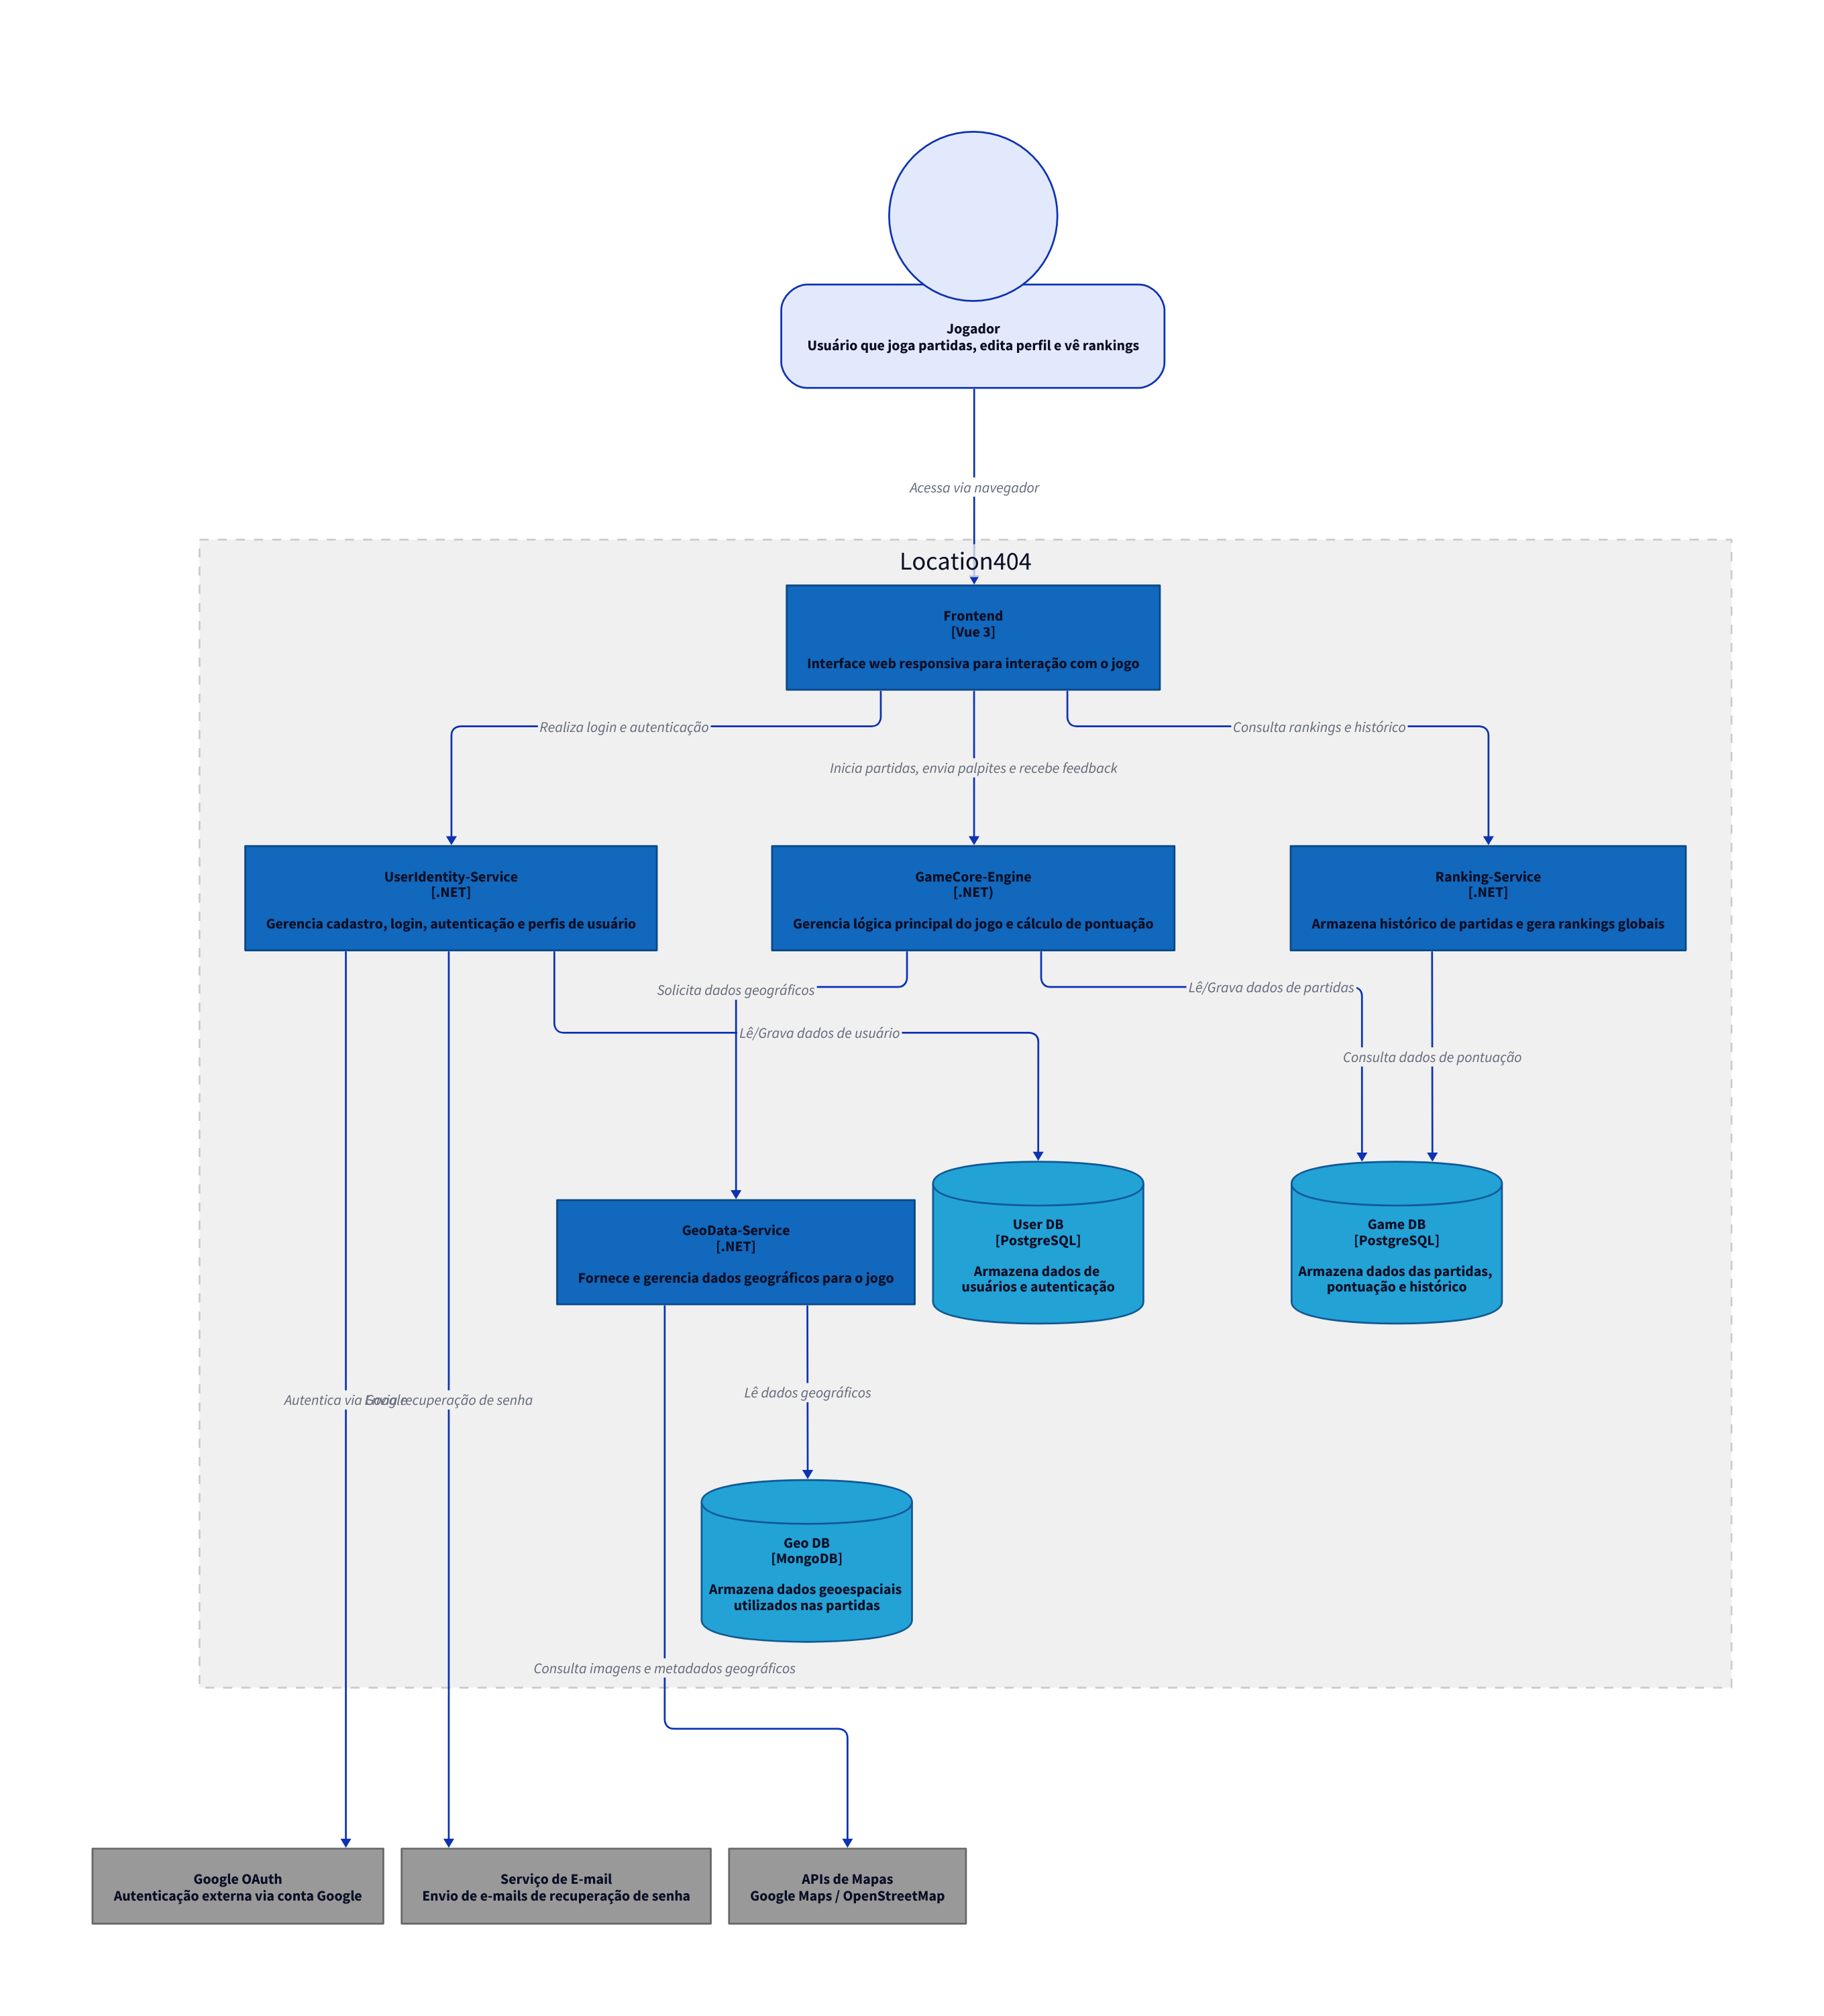 Jogador
Usuário que joga partidas, edita perfil e vê rankings
Acessa via navegador
Location404
Frontend
[Vue 3]
Interface web responsiva para interação com o jogo
Realiza login e autenticação
Consulta rankings e histórico
Inicia partidas, envia palpites e recebe feedback
UserIdentity-Service
[.NET]
Gerencia cadastro, login, autenticação e perfis de usuário
GameCore-Engine
[.NET)
Gerencia lógica principal do jogo e cálculo de pontuação
Ranking-Service
[.NET]
Armazena histórico de partidas e gera rankings globais
Solicita dados geográficos
Lê/Grava dados de partidas
Lê/Grava dados de usuário
Consulta dados de pontuação
GeoData-Service
[.NET]
Fornece e gerencia dados geográficos para o jogo
User DB
[PostgreSQL]
Armazena dados de
usuários e autenticação
Game DB
[PostgreSQL]
Armazena dados das partidas,
pontuação e histórico
Autentica via Google
Envia recuperação de senha
Lê dados geográficos
Geo DB
[MongoDB]
Armazena dados geoespaciais
utilizados nas partidas
Consulta imagens e metadados geográficos
Google OAuth
Autenticação externa via conta Google
Serviço de E-mail
Envio de e-mails de recuperação de senha
APIs de Mapas
Google Maps / OpenStreetMap